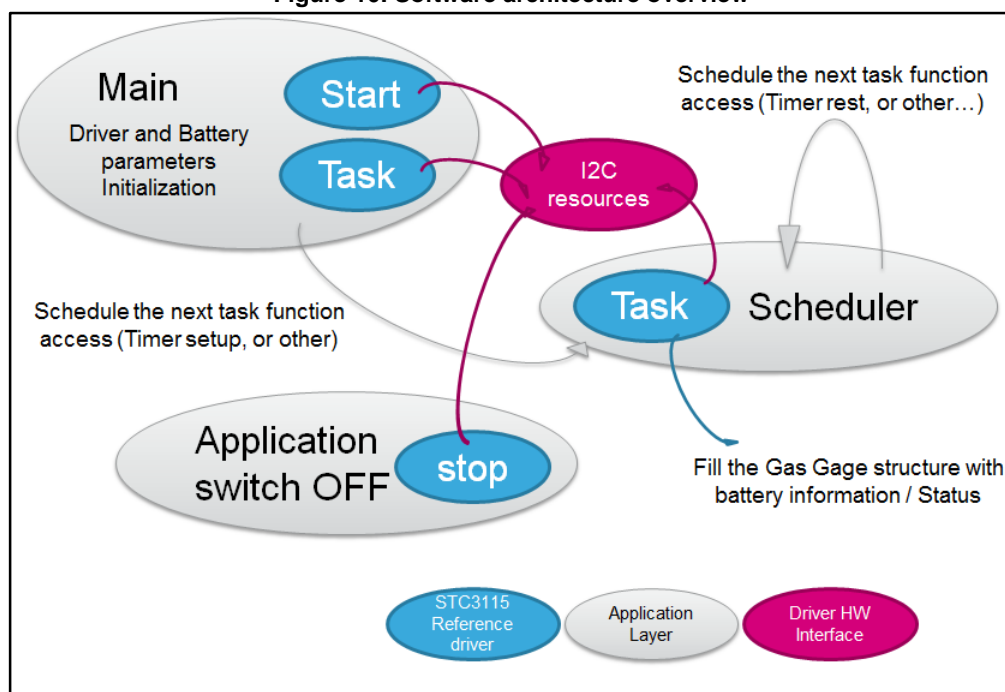 Figure 10. Software architecture overview
Main
Driver and Battery
parameters
Initialization
Start
Task
I2C
resources
Schedule the next task function
access (Timer rest, or other…)
Task
Scheduler
Schedule the next task function
access (Timer setup, or other)
Application
switch OFF
stop
Fill the Gas Gage structure with
battery information / Status
STC3115
Reference
driver
Application
Layer
Driver HW
Interface